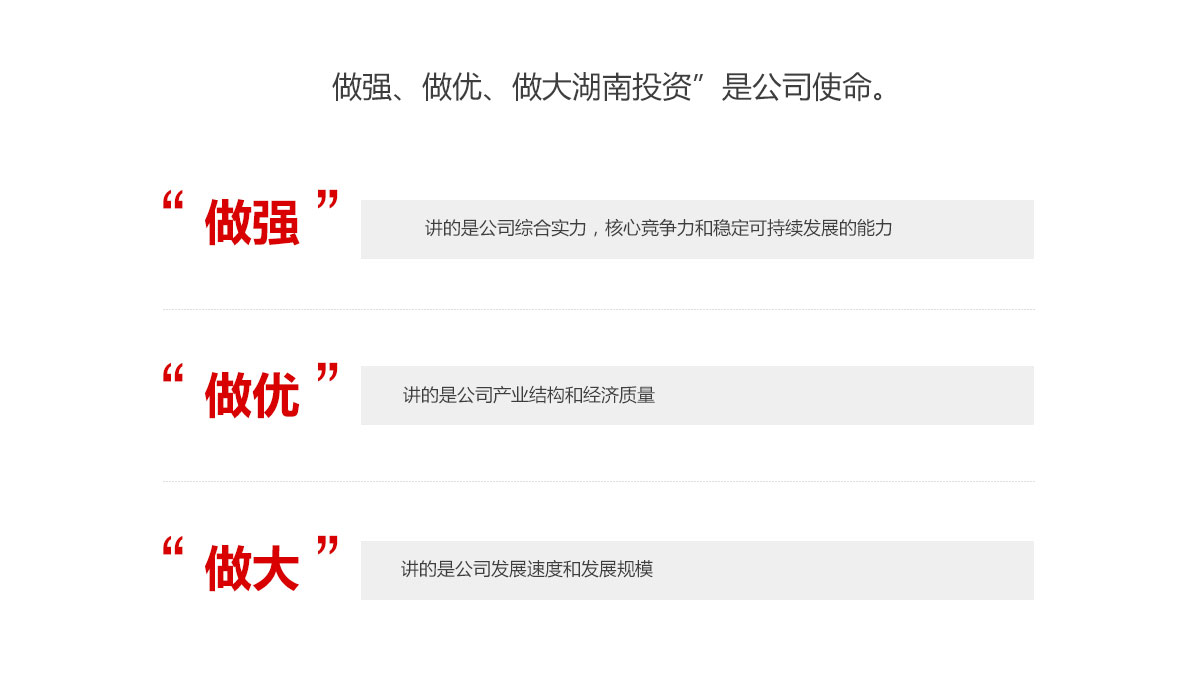 做强、做优、做大湖南投资”是公司使命。
“做强”
讲的是公司综合实力，核心竞争力和稳定可持续发展的能力
“做优”
讲的是公司产业结构和经济质量
“做大”
讲的是公司发展速度和发展规模